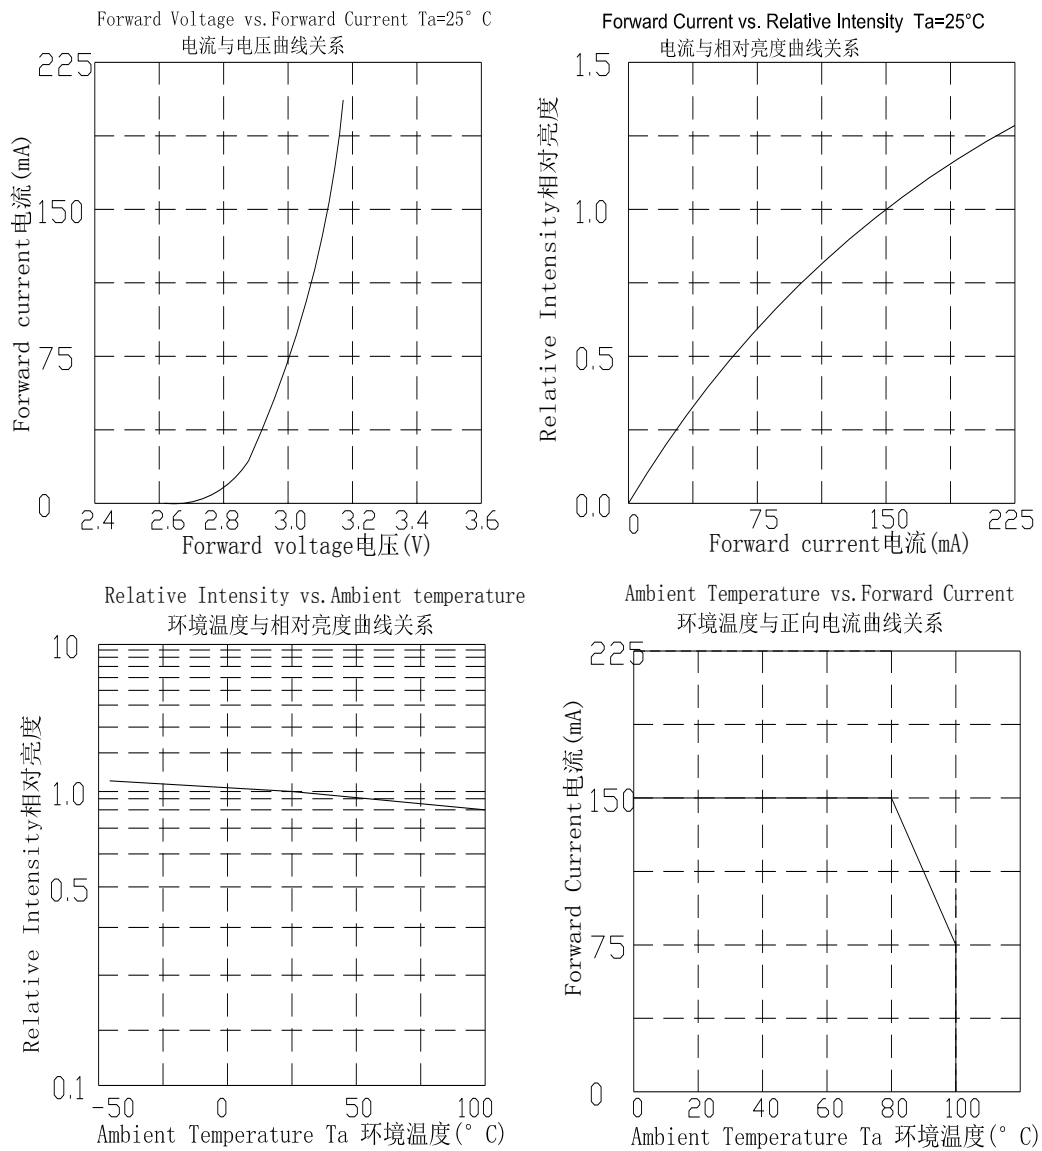 Forward Voltage vs.Forward Current Ta=25° C
电流与电压曲线关系
225
150
75
0
Forward current电流(mA)
2.4 2.6 2.8 3.0 3.2 3.4 3.6
Forward voltage电压(V)
Forward Current vs. Relative Intensity Ta=25°C
电流与相对亮度曲线关系
1.5
1.0
0.5
0.0
Relative Intensity相对亮度
0 75 150 225
Forward current电流(mA)
Relative Intensity vs.Ambient temperature
环境温度与相对亮度曲线关系
10
1.0
0.5
0.1
Relative Intensity相对亮度
-50 0 50 100
Ambient Temperature Ta 环境温度(° C)
Ambient Temperature vs.Forward Current
环境温度与正向电流曲线关系
225
150
75
0
Forward Current电流(mA)
0 20 40 60 80 100
Ambient Temperature Ta 环境温度(° C)